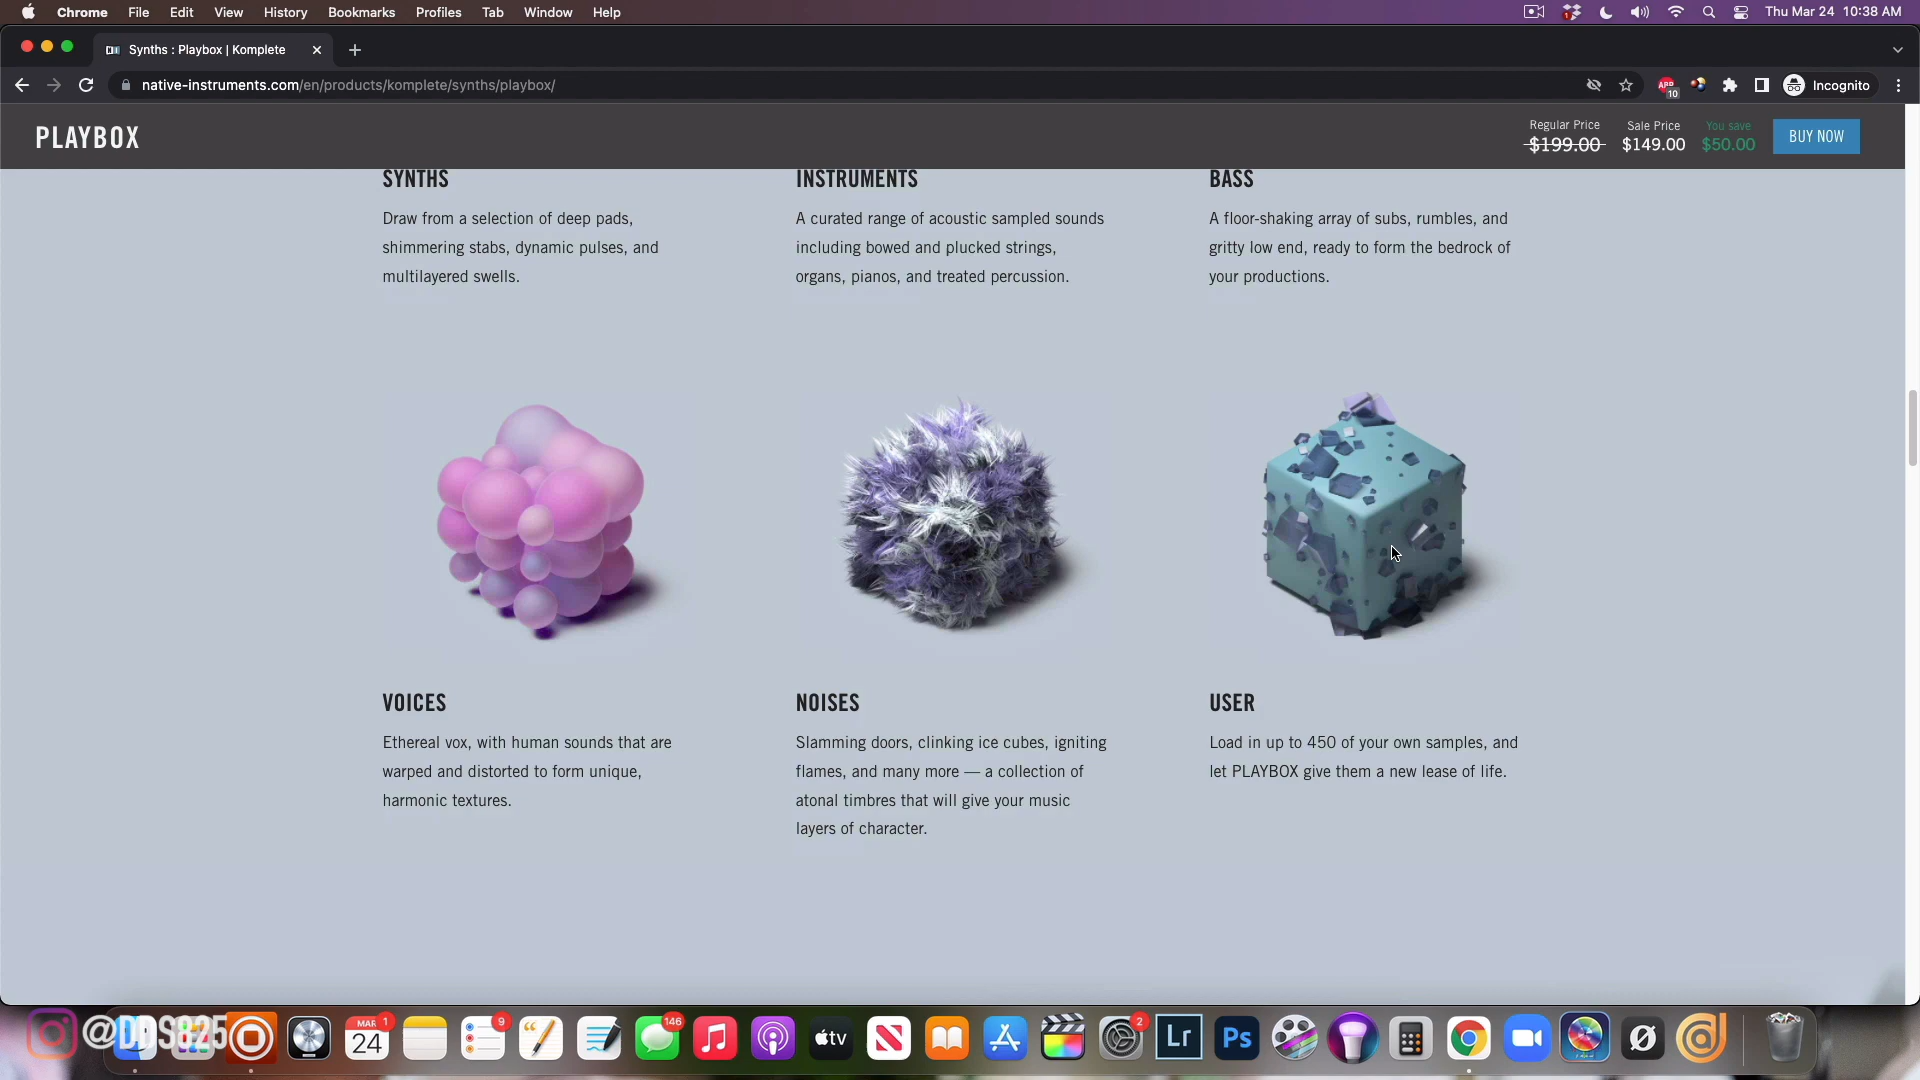 Chrome File Edit View History Bookmarks Profiles Tab Window Help
Thu Mar 24 10:38 AM
Synths : Playbox | Komplete
native-instruments.com/en/products/komplete/synths/playbox/
ABP
10
Incognito
PLAYBOX
Regular Price
$199.00
Sale Price
$149.00
You save
$50.00
BUY NOW
SYNTHS
Draw from a selection of deep pads,
shimmering stabs, dynamic pulses, and
multilayered swells.
INSTRUMENTS
A curated range of acoustic sampled sounds
including bowed and plucked strings,
organs, pianos, and treated percussion.
BASS
A floor-shaking array of subs, rumbles, and
gritty low end, ready to form the bedrock of
your productions.
VOICES
Ethereal vox, with human sounds that are
warped and distorted to form unique,
harmonic textures.
NOISES
Slamming doors, clinking ice cubes, igniting
flames, and many more — a collection of
atonal timbres that will give your music
layers of character.
USER
Load in up to 450 of your own samples, and
let PLAYBOX give them a new lease of life.
@DDS825
MAR
24
1
9
146
tv
2
Lr
Ps